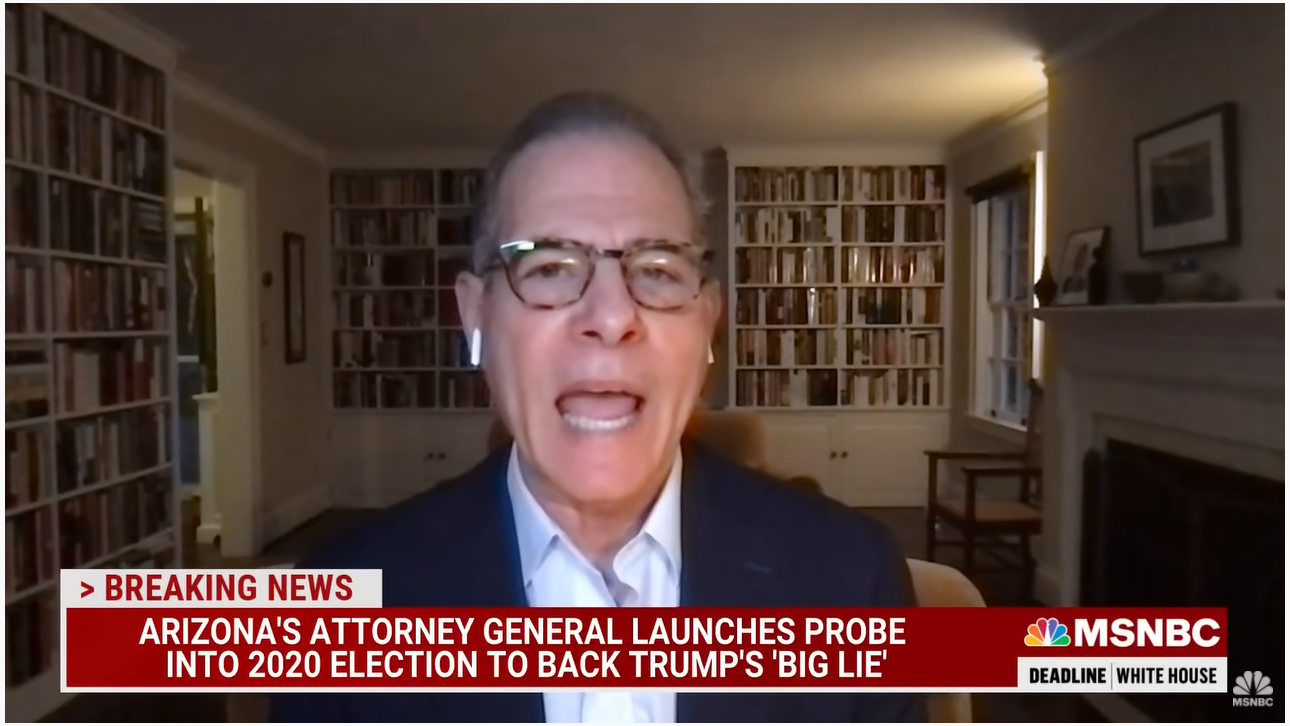 > BREAKING NEWS
ARIZONA'S ATTORNEY GENERAL LAUNCHES PROBE
INTO 2020 ELECTION TO BACK TRUMP'S 'BIG LIE'
MSNBC
DEADLINE | WHITE HOUSE
MSNBC